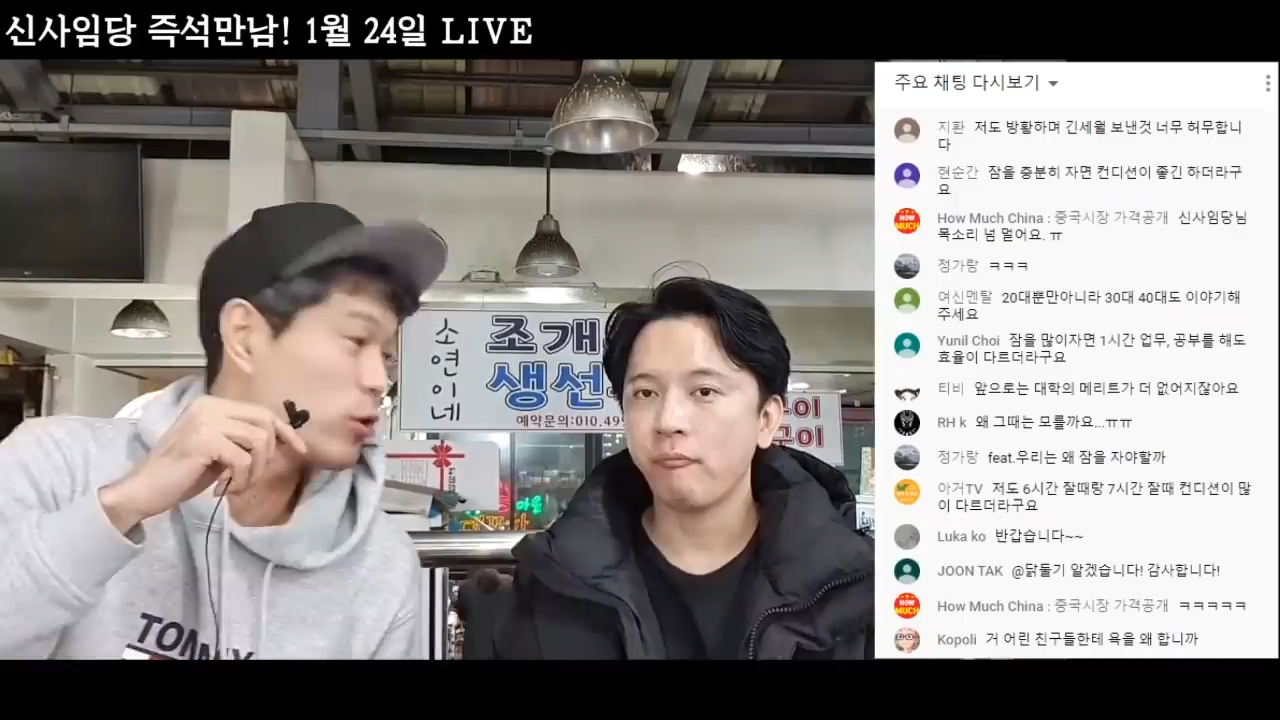 신사임당 즉석만남! 1월 24일 LIVE
주요 채팅 다시보기
지환 저도 방황하며 긴세월 보낸것 너무 허무합니
다
현순간 잠을 충분히 자면 컨디션이 좋긴 하더라구
요
How Much China : 중국시장 가격공개 신사임당님
목소리 넘 멀어요. ㅠ
정가랑 ㅋㅋㅋ
여신멘탈 20대뿐만아니라 30대 40대도 이야기해
주세요
Yunil Choi 잠을 많이자면 1시간 업무, 공부를 해도
효율이 다르더라구요
티비 앞으로는 대학의 메리트가 더 없어지잖아요
RH k 왜 그때는 모를까요...ㅠㅠ
정가랑 feat.우리는 왜 잠을 자야할까
아거TV 저도 6시간 잘때랑 7시간 잘때 컨디션이 많
이 다르더라구요
Luka ko 반갑습니다~~
JOON TAK @닭둘기 알겠습니다! 감사합니다!
How Much China : 중국시장 가격공개 ㅋㅋㅋㅋㅋ
Kopoli 거 어린 친구들한테 욕을 왜 합니까
소연이네
조개
생선
예약문의:010.499
구이
구이
TOMMY